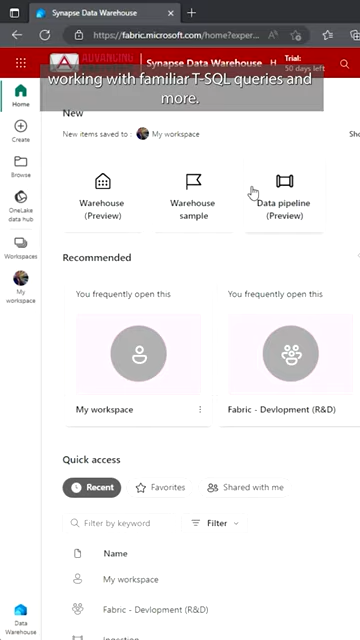 Synapse Data Warehouse
https://fabric.microsoft.com/home?exper
ADVANCING
Synapse Data Warehouse
H
Trial:
50 days left
working with familiar T-SQL queries and
more.
Home
New
Create
New items saved to:
My workspace
Sho
Browse
OneLake
data hub
Warehouse
(Preview)
Warehouse
sample
Data pipeline
(Preview)
Workspaces
Recommended
My
workspace
You frequently open this
You frequently open this
My workspace
Fabric - Devlopment (R&D)
Quick access
Recent
Favorites
Shared with me
Filter by keyword
Filter
Name
My workspace
Fabric - Devlopment (R&D)
Data
Warehouse
Ingestion